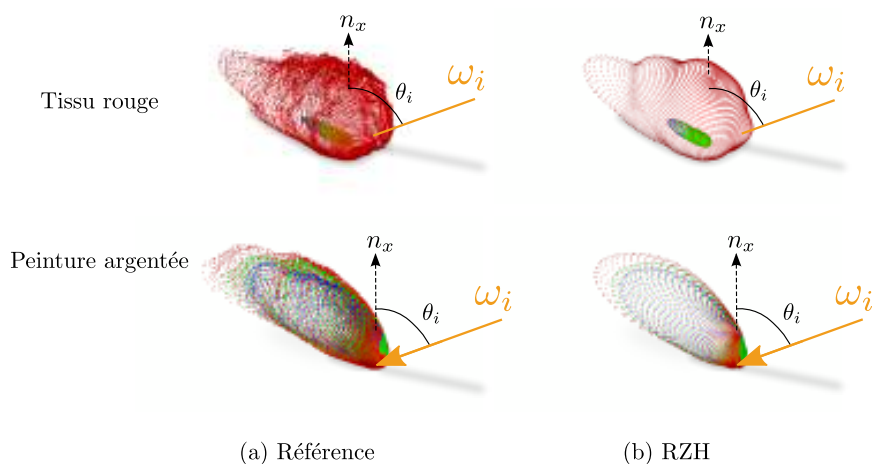 n_x
n_x
ω_i
ω_i
θ_i
θ_i
Tissu rouge
n_x
n_x
Peinture argentée
ω_i
ω_i
θ_i
θ_i
(a) Référence
(b) RZH